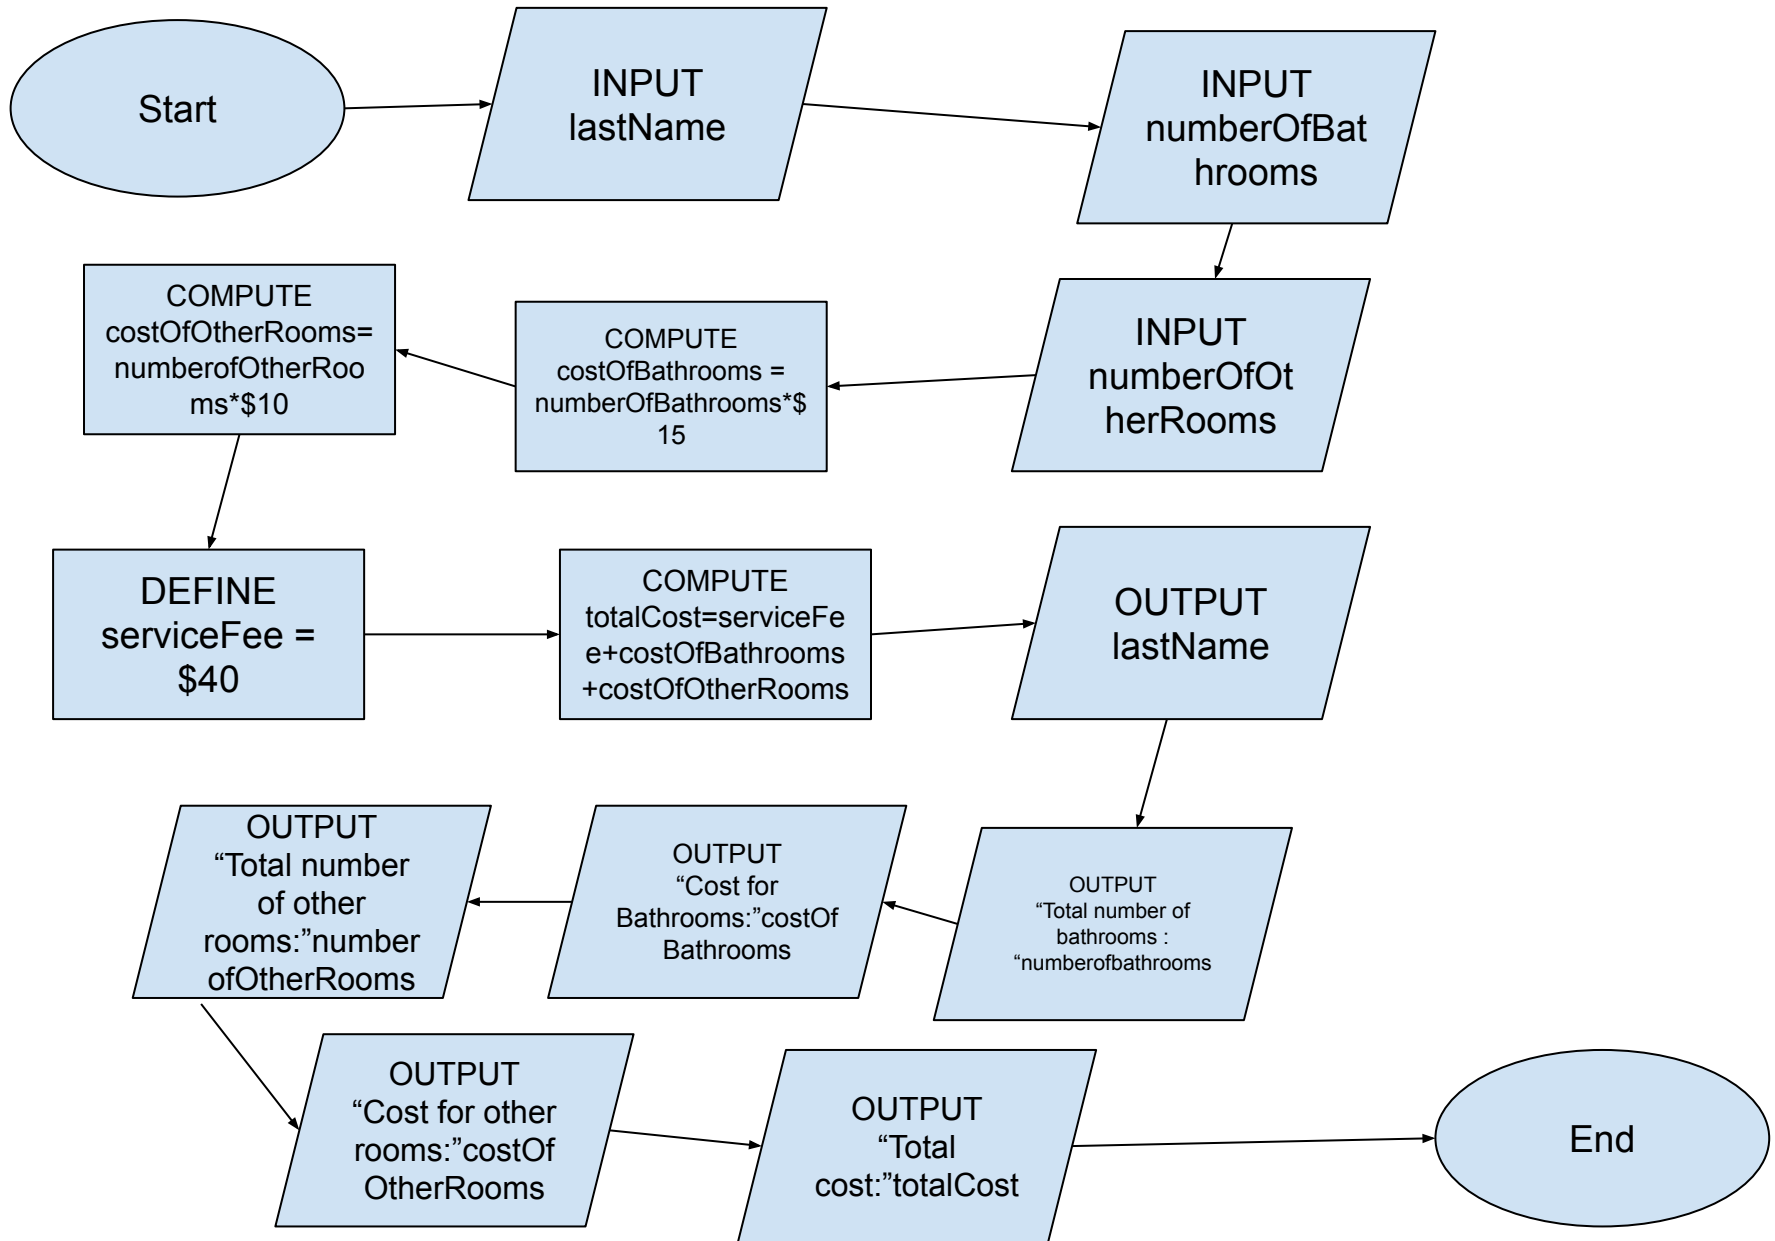 Start
INPUT
lastName
INPUT
numberOfBat
hrooms
INPUT
numberOfOt
herRooms
COMPUTE
costOfBathrooms =
numberOfBathrooms*$
15
COMPUTE
costOfOtherRooms=
numberofOtherRoo
ms*$10
DEFINE
serviceFee =
$40
COMPUTE
totalCost=serviceFe
e+costOfBathrooms
+costOfOtherRooms
OUTPUT
lastName
OUTPUT
“Total number of
bathrooms :
“numberofbathrooms
OUTPUT
“Cost for
Bathrooms:”costOf
Bathrooms
OUTPUT
“Total number
of other
rooms:”number
ofOtherRooms
OUTPUT
“Cost for other
rooms:”costOf
OtherRooms
OUTPUT
“Total
cost:”totalCost
End